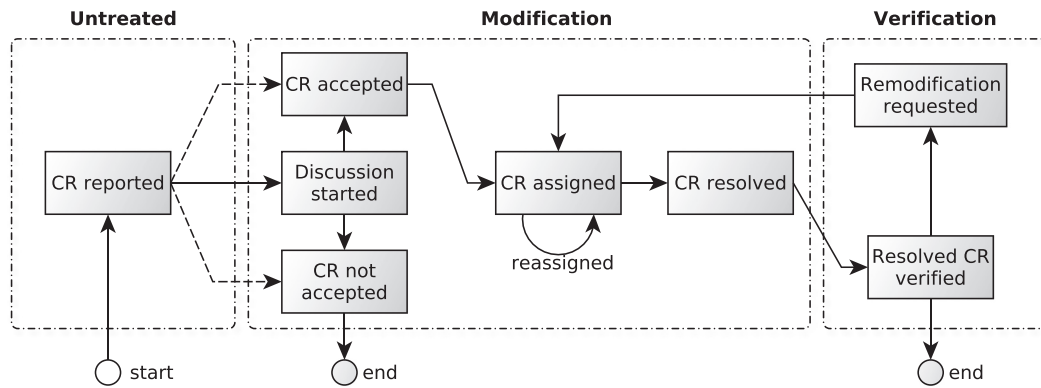 Untreated
Modification
Verification
CR reported
CR accepted
Discussion
started
CR not
accepted
CR assigned
reassigned
CR resolved
Remodification
requested
Resolved CR
verified
start
end
end